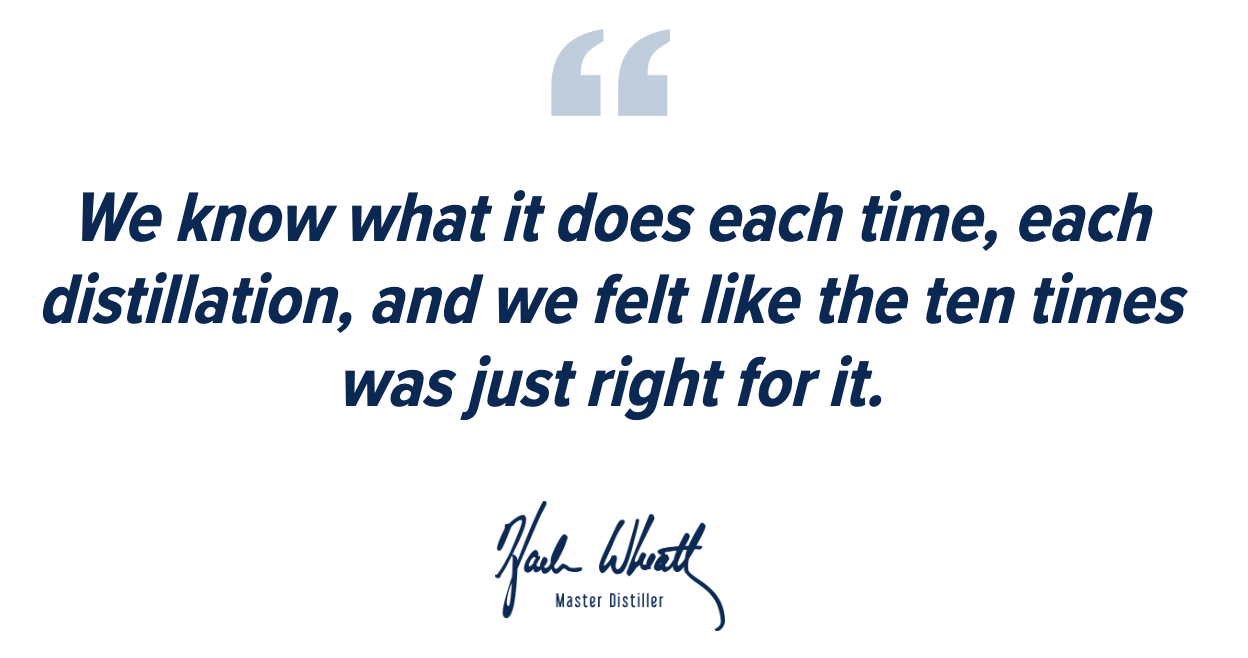 “
We know what it does each time, each
distillation, and we felt like the ten times
was just right for it.
Wheatt
Master Distiller